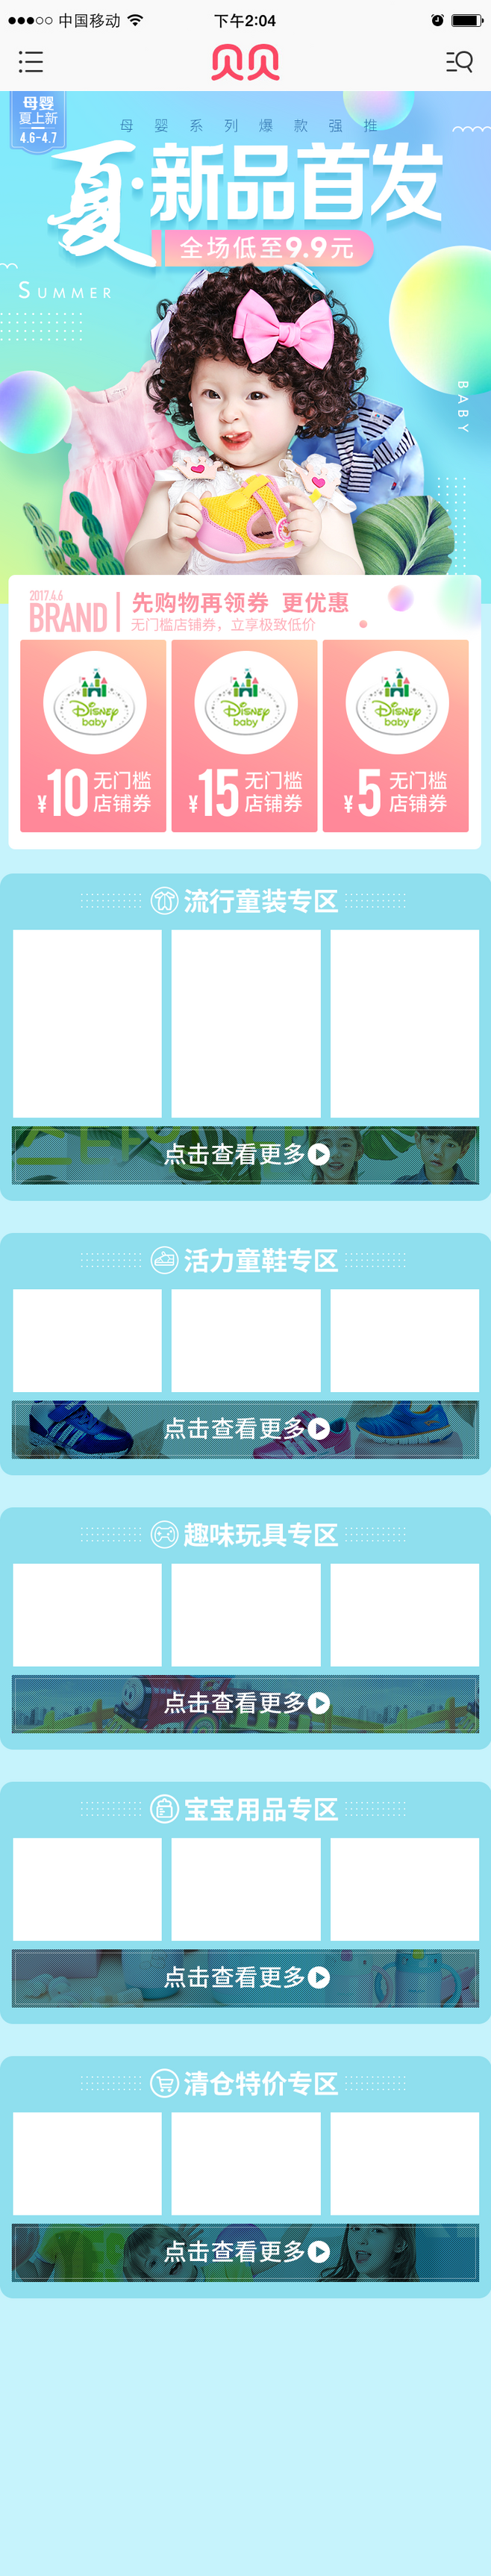 中国移动
下午2:04
贝贝
母婴
夏上新
4.6-4.7
母婴系列爆款强推
夏·新品首发
全场低至9.9元
SUMMER
BABY
2017.4.6
BRAND
先购物再领券 更优惠
无门槛店铺券，立享极致低价
Disney
baby
¥10 无门槛
店铺券
Disney
baby
¥15 无门槛
店铺券
Disney
baby
¥5 无门槛
店铺券
流行童装专区
点击查看更多
活力童鞋专区
点击查看更多
趣味玩具专区
点击查看更多
宝宝用品专区
点击查看更多
清仓特价专区
点击查看更多